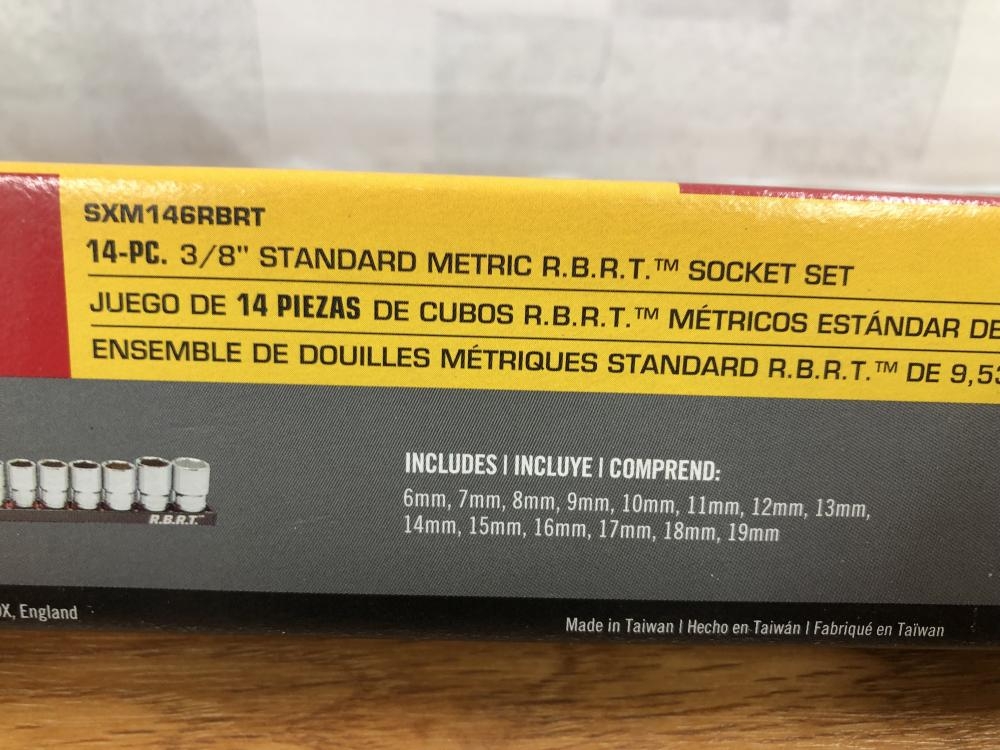 SXM146RBRT
14-PC. 3/8" STANDARD METRIC R.B.R.T.™ SOCKET SET
JUEGO DE 14 PIEZAS DE CUBOS R.B.R.T.™ MÉTRICOS ESTÁNDAR DE
ENSEMBLE DE DOUILLES MÉTRIQUES STANDARD R.B.R.T.™ DE 9,53
INCLUDES | INCLUYE | COMPREND:
6mm, 7mm, 8mm, 9mm, 10mm, 11mm, 12mm, 13mm,
14mm, 15mm, 16mm, 17mm, 18mm, 19mm
R.B.R.T.™
X, England
Made in Taiwan | Hecho en Taiwán | Fabriqué en Taïwan